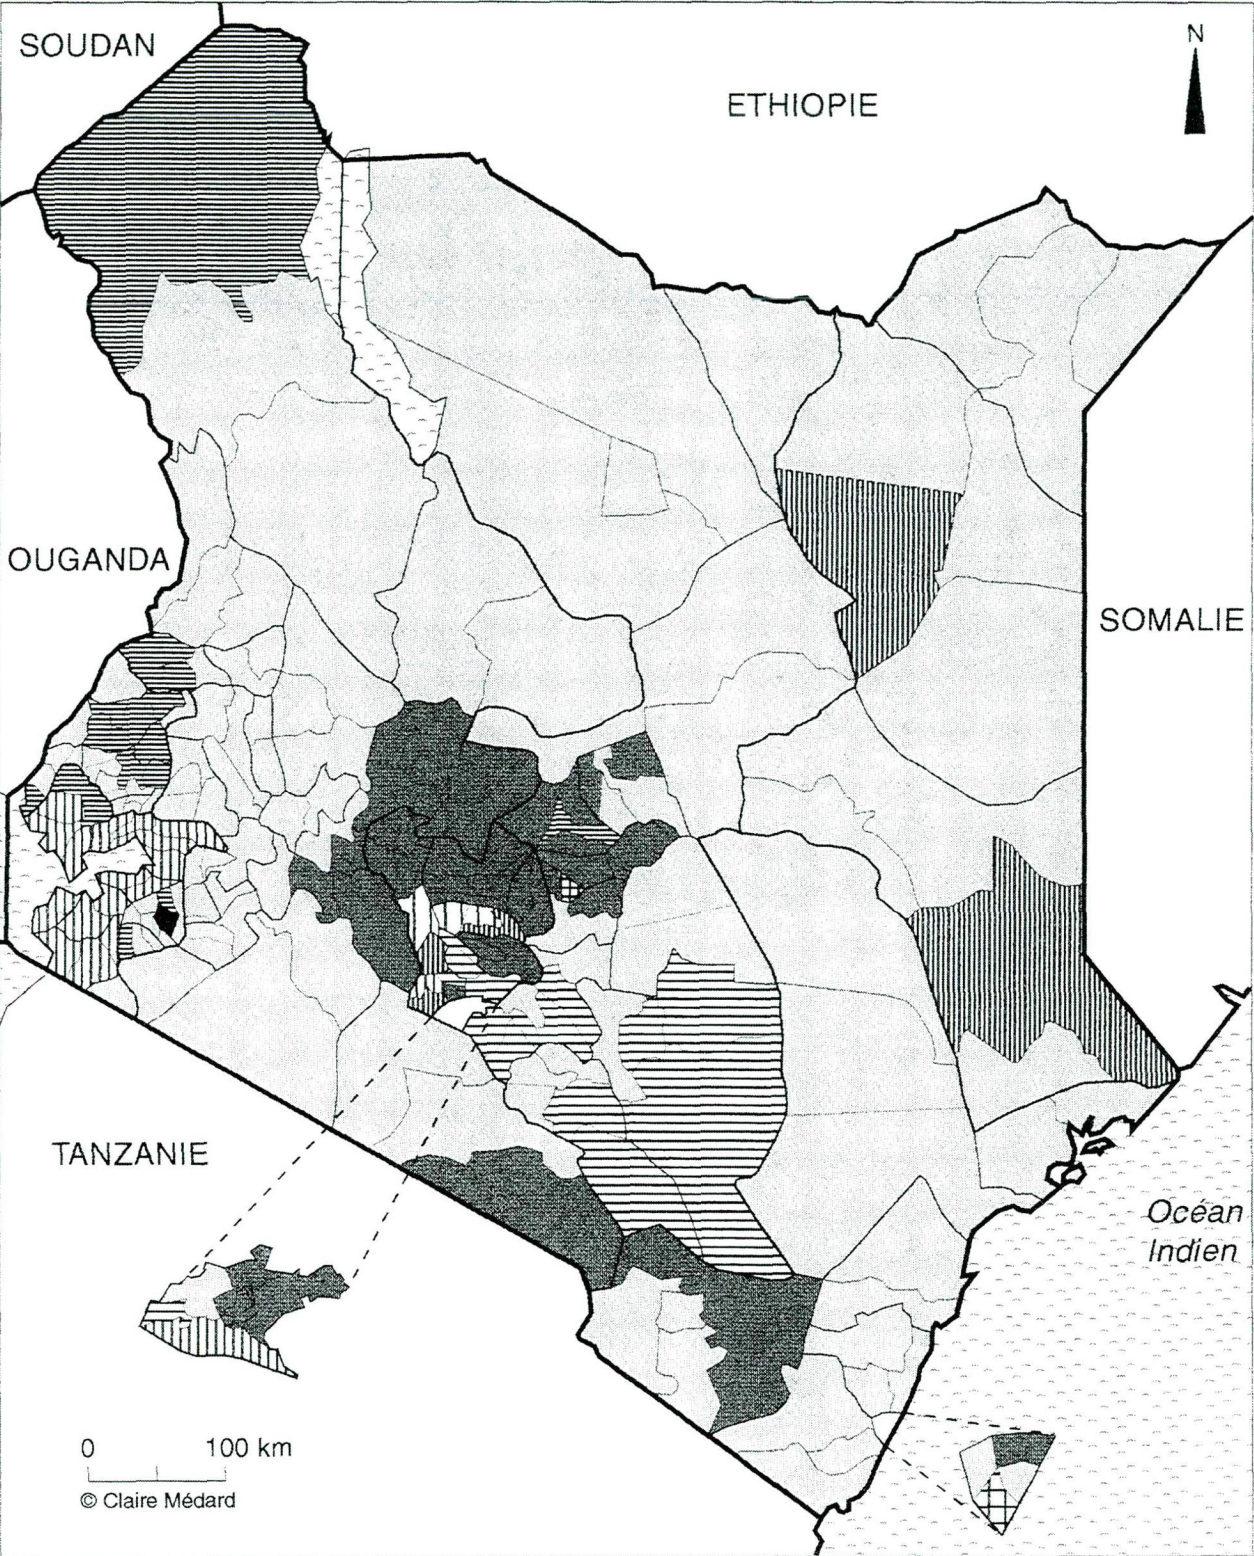 SOUDAN
N
ETHIOPIE
OUGANDA
SOMALIE
TANZANIE
Océan
Indien
0 100 km
© Claire Médard